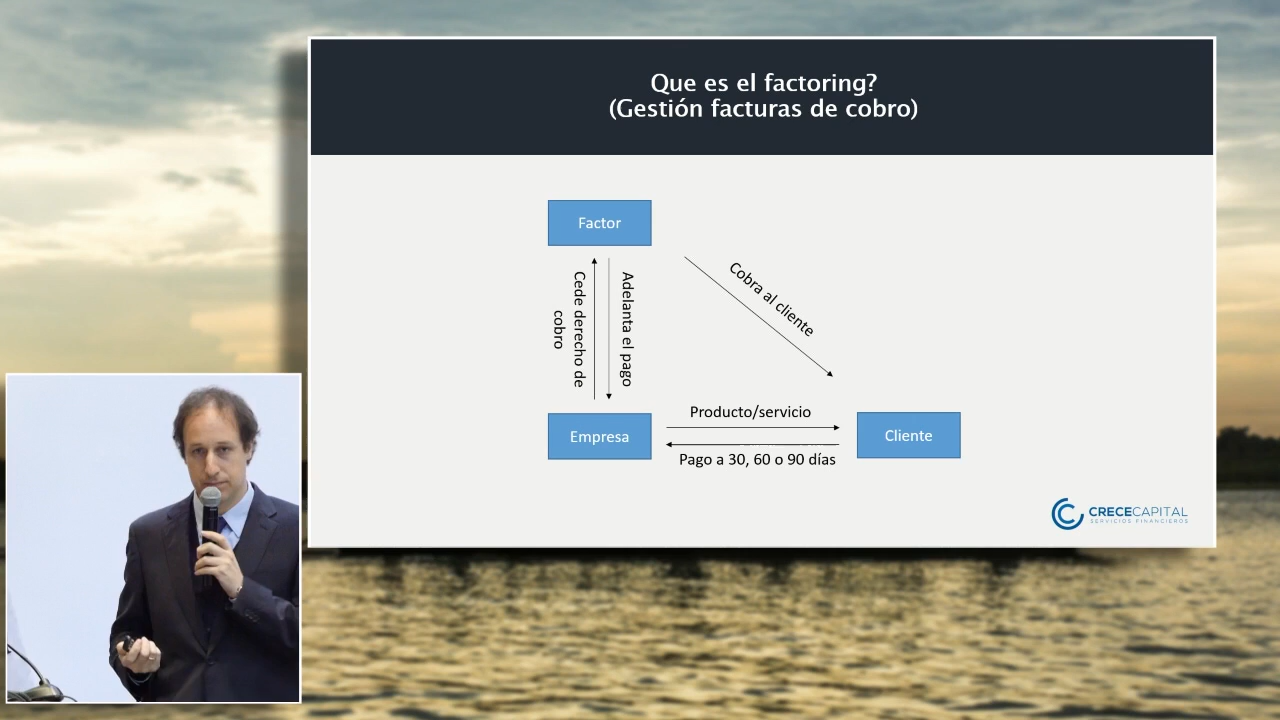 Que es el factoring?
(Gestión facturas de cobro)
Factor
Cede derecho de
cobro
Adelanta el pago
Cobra al cliente
Producto/servicio
Empresa
Cliente
Pago a 30, 60 o 90 días
CRECECAPITAL
SERVICIOS FINANCIEROS